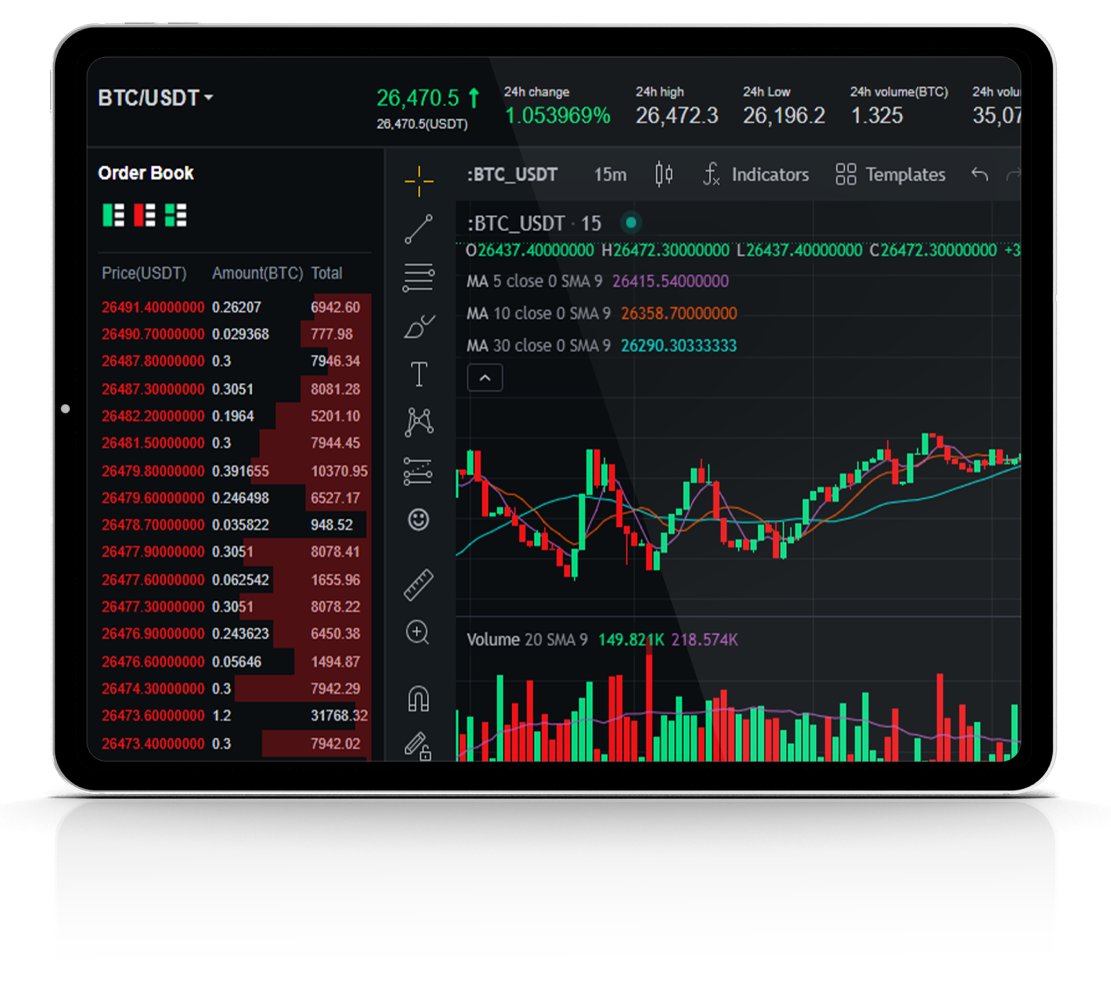 BTC/USDT
26,470.5
26,470.5(USDT)
24h change
1.053969%
24h high
26,472.3
24h Low
26,196.2
24h volume(BTC)
1.325
24h volu
35,07
Order Book
Price(USDT) Amount(BTC) Total
26491.40000000 0.26207 6942.60
26490.70000000 0.029368 777.98
26487.80000000 0.3 7946.34
26487.30000000 0.3051 8081.28
26482.20000000 0.1964 5201.10
26481.50000000 0.3 7944.45
26479.80000000 0.391655 10370.95
26479.60000000 0.246498 6527.17
26478.70000000 0.035822 948.52
26477.90000000 0.3051 8078.41
26477.60000000 0.062542 1655.96
26477.30000000 0.3051 8078.22
26476.90000000 0.243623 6450.38
26476.60000000 0.05646 1494.87
26474.30000000 0.3 7942.29
26473.60000000 1.2 31768.32
26473.40000000 0.3 7942.02
:BTC_USDT 15m Indicators Templates
:BTC_USDT · 15
O26437.40000000 H26472.30000000 L26437.40000000 C26472.30000000 +3
MA 5 close 0 SMA 9 26415.54000000
MA 10 close 0 SMA 9 26358.70000000
MA 30 close 0 SMA 9 26290.30333333
Volume 20 SMA 9 149.821K 218.574K